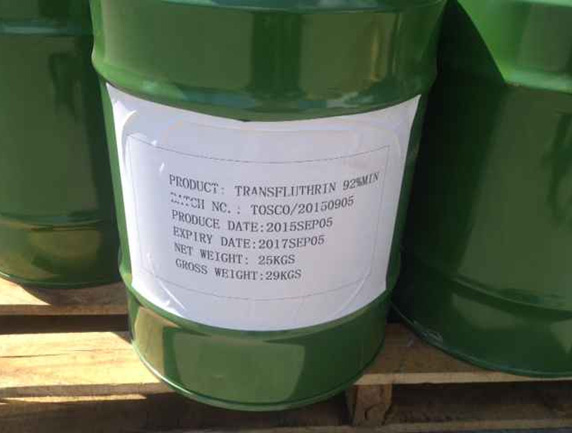 PRODUCT: TRANSFLUTHRIN 92%MIN
BATCH NC.: TOSCO/20150905
PRODUCE DATE:2015SEP05
EXPIRY DATE:2017SEP05
NET WEIGHT: 25KGS
GROSS WEIGHT:29KGS